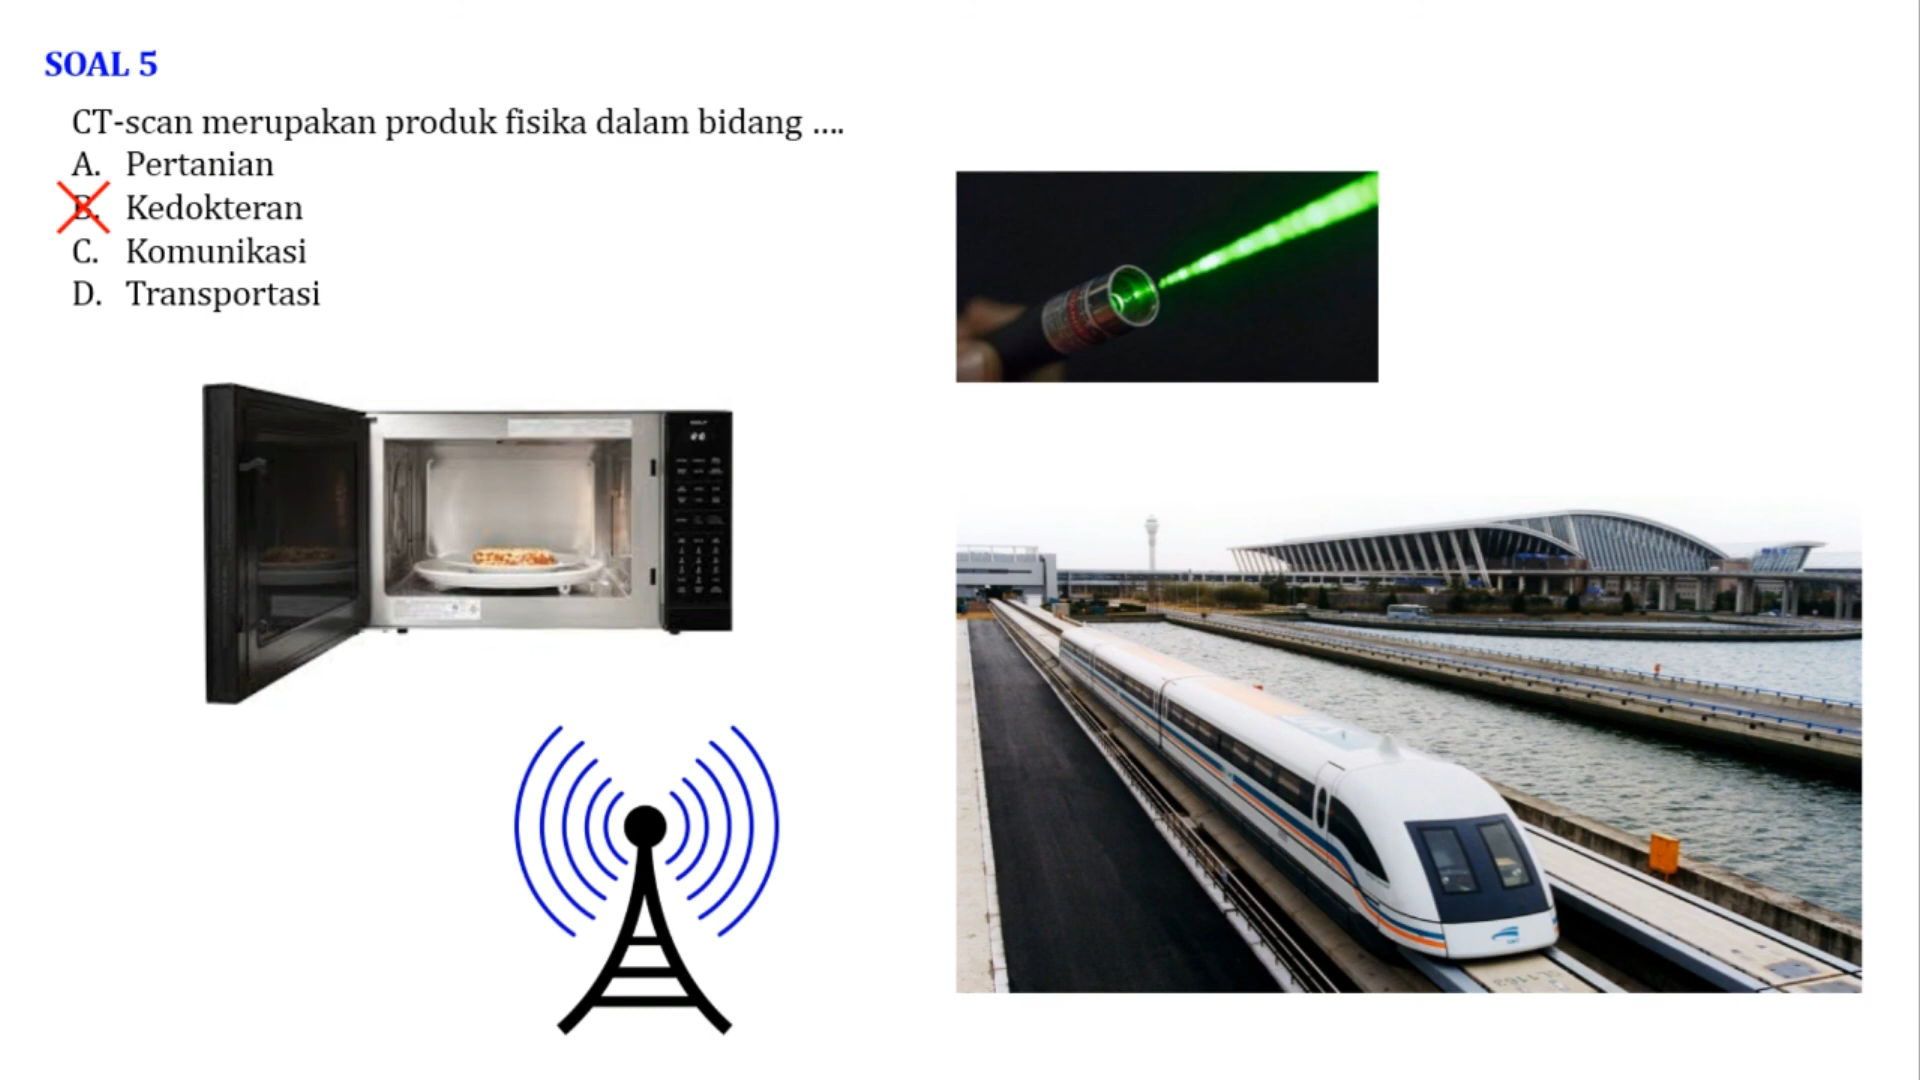 SOAL 5
CT-scan merupakan produk fisika dalam bidang ....
A. Pertanian
B. Kedokteran
C. Komunikasi
D. Transportasi